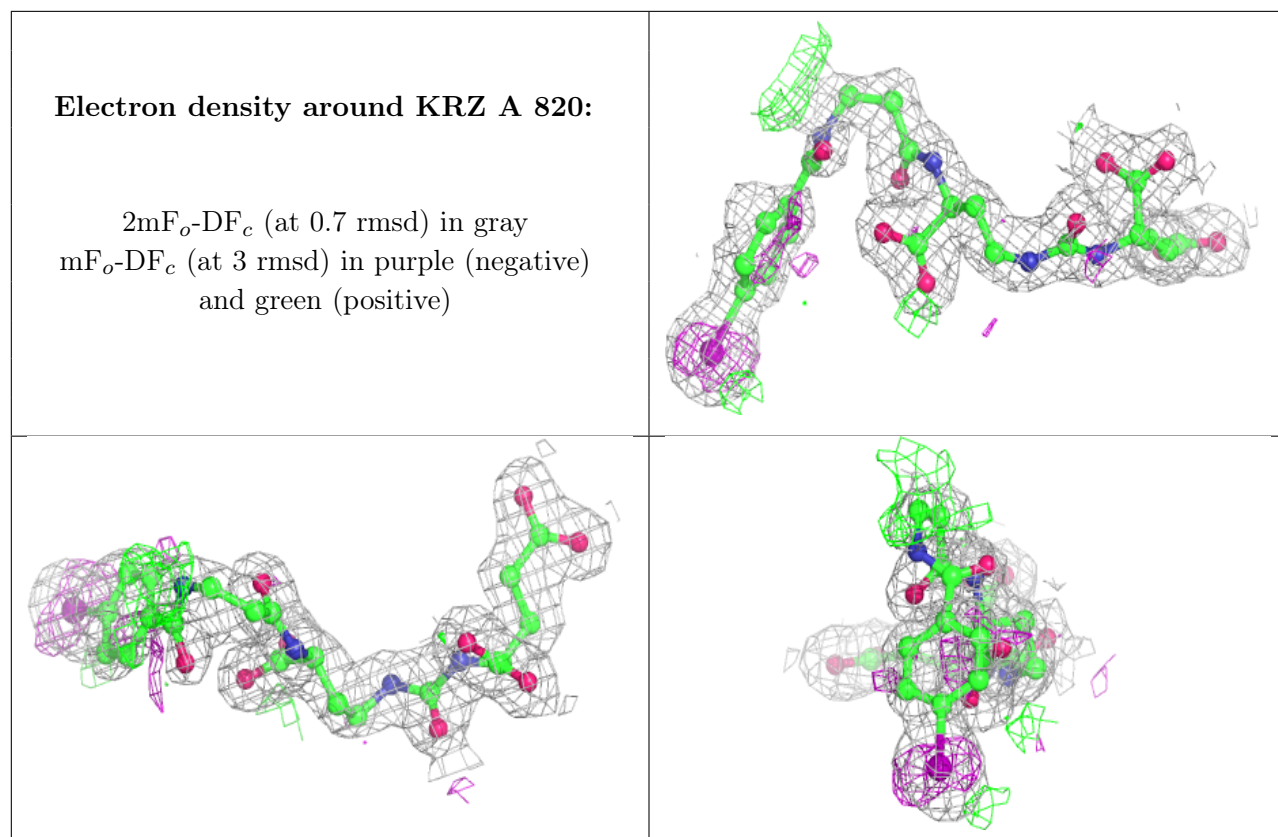 Electron density around KRZ A 820:
2mFo-DFc (at 0.7 rmsd) in gray
mFo-DFc (at 3 rmsd) in purple (negative)
and green (positive)